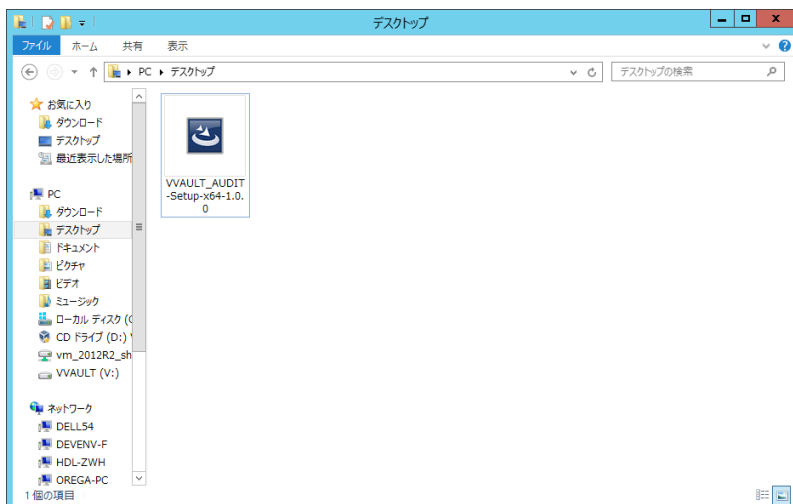 デスクトップ
ファイル ホーム 共有 表示
PC デスクトップ
デスクトップの検索
お気に入り
ダウンロード
デスクトップ
最近表示した場所
PC
ダウンロード
デスクトップ
ドキュメント
ピクチャ
ビデオ
ミュージック
ローカル ディスク (C
CD ドライブ (D:) V
vm_2012R2_sh
VVAULT (V:)
ネットワーク
DELL54
DEVENV-F
HDL-ZWH
OREGA-PC
VVAULT_AUDIT
-Setup-x64-1.0.
0
1 個の項目